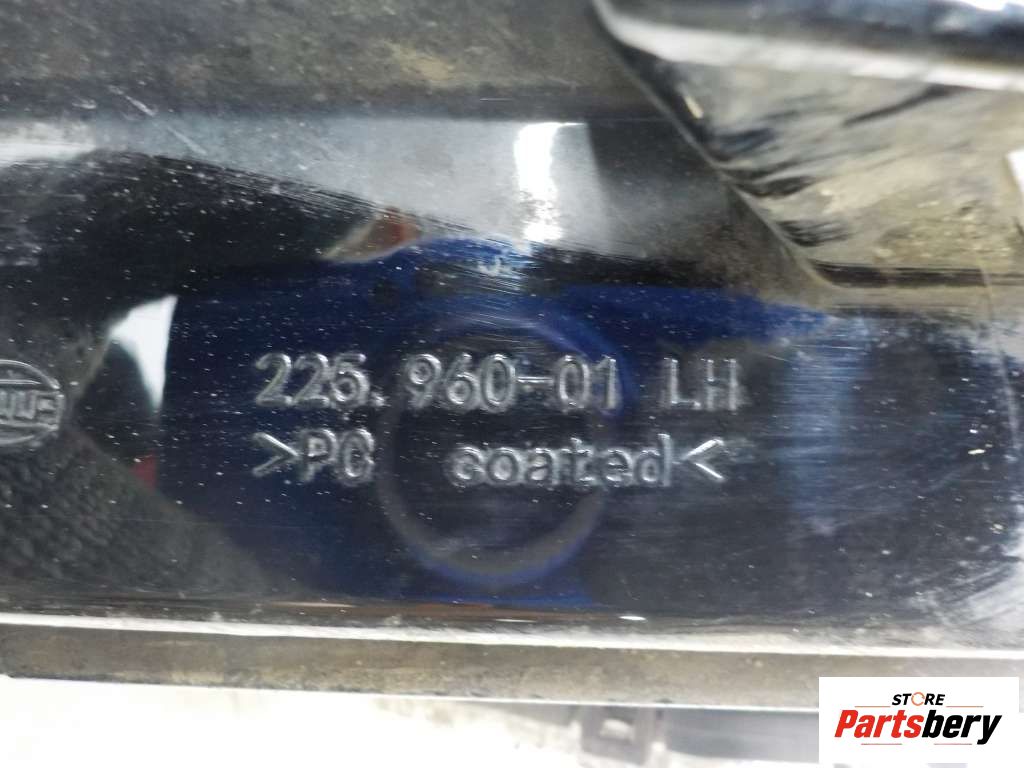 225.960-01 LH
>PC coated<
STORE
Partsbery